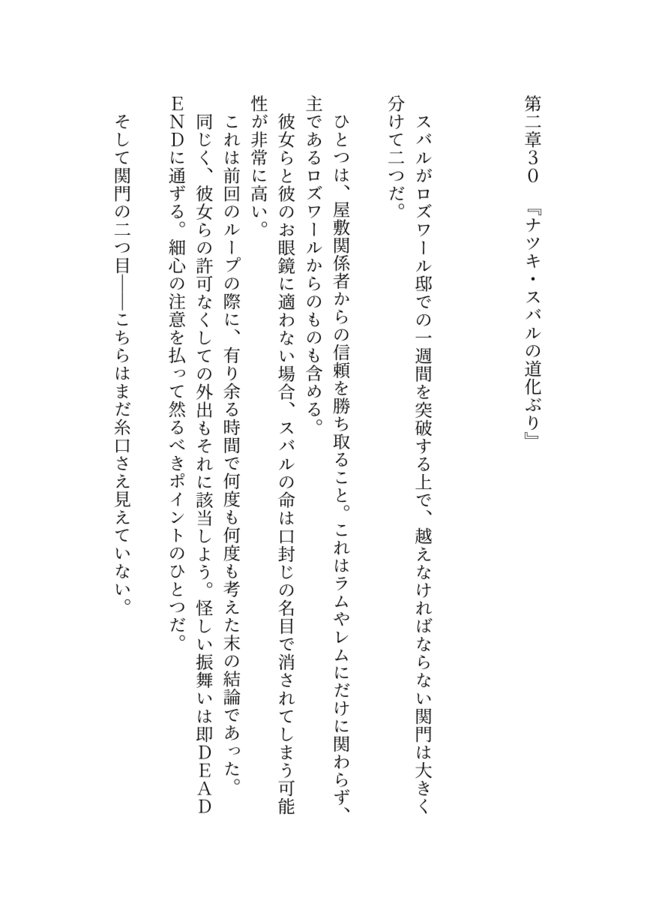 第二章３０　『ナツキ・スバルの道化ぶり』
スバルがロズワール邸での一週間を突破する上で、越えなければならない関門は大きく
分けて二つだ。
ひとつは、屋敷関係者からの信頼を勝ち取ること。これはラムやレムにだけに関わらず、
主であるロズワールからのものも含める。
彼女らと彼のお眼鏡に適わない場合、スバルの命は口封じの名目で消されてしまう可能
性が非常に高い。
これは前回のループの際に、有り余る時間で何度も何度も考えた末の結論であった。
同じく、彼女らの許可なくしての外出もそれに該当しよう。怪しい振舞いは即ＤＥＡＤ
ＥＮＤに通ずる。細心の注意を払って然るべきポイントのひとつだ。
そして関門の二つ目――こちらはまだ糸口さえ見えていない。